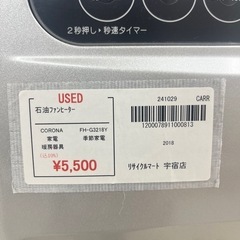 2秒押し▶秒速タイマー
USED
石油ファンヒーター
CORONA FH-G3218Y
家電 季節家電
暖房器具
¥5,500
241029 CARR
1200078911000813
2018
リサイクルマート 宇宿店